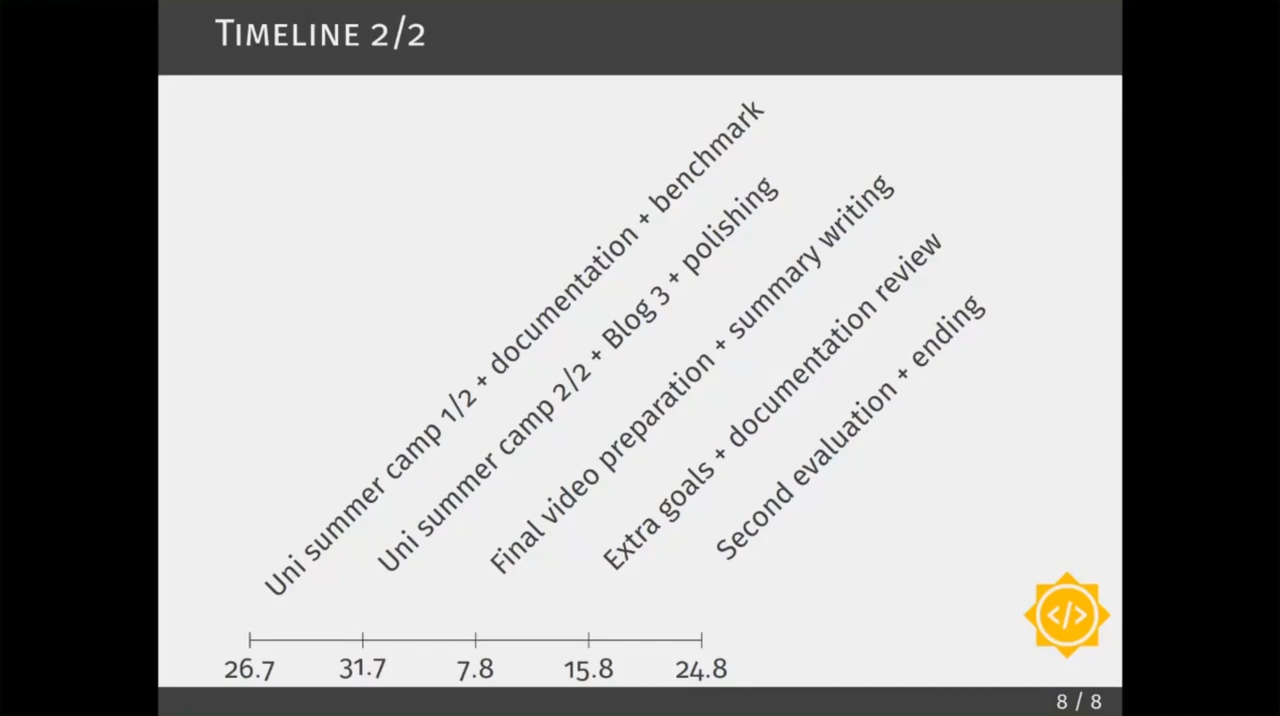 Timeline 2/2
Uni summer camp 1/2 + documentation + benchmark
Uni summer camp 2/2 + Blog 3 + polishing
Final video preparation + summary writing
Extra goals + documentation review
Second evaluation + ending
26.7 31.7 7.8 15.8 24.8
</>
8 / 8